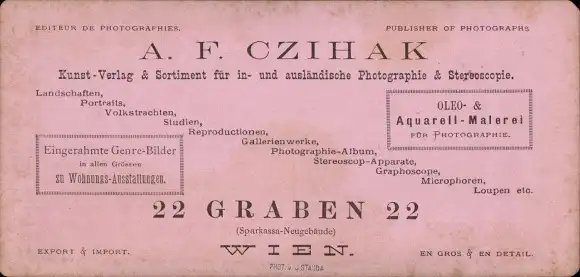 EDITEUR DE PHOTOGRAPHIES. PUBLISHER OF PHOTOGRAPHS
A. F. CZIHAK
Kunst-Verlag & Sortiment für in- und ausländische Photographie & Stereoscopie.
Landschaften,
Portraits,
Volkstrachten,
Studien,
Reproductionen,
Gallerienwerke,
Photographie-Album,
Stereoscop-Apparate,
Graphoscope,
Microphoren,
Loupen etc.
OLEO- &
Aquarell-Malerei
FÜR PHOTOGRAPHIE.
Eingerahmte Genre-Bilder
in allen Grössen
zu Wohnungs-Ausstattungen.
22 GRABEN 22
(Sparkassa-Neugebäude)
WIEN.
EXPORT & IMPORT. EN GROS & EN DETAIL.